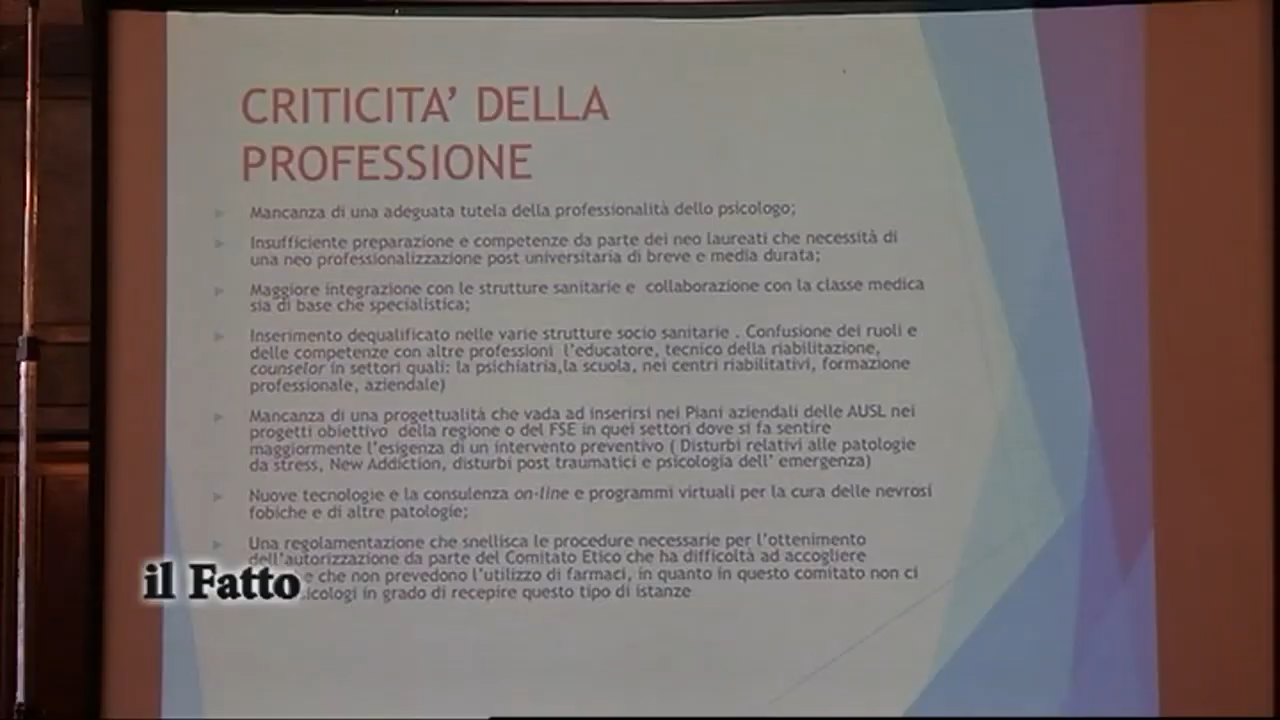 CRITICITA' DELLA
PROFESSIONE
Mancanza di una adeguata tutela della professionalità dello psicologo;
Insufficiente preparazione e competenze da parte dei neo laureati che necessità di
una neo professionalizzazione post universitaria di breve e media durata;
Maggiore integrazione con le strutture sanitarie e collaborazione con la classe medica
sia di base che specialistica;
Inserimento dequalificato nelle varie strutture socio sanitarie . Confusione dei ruoli e
delle competenze con altre professioni l'educatore, tecnico della riabilitazione,
counselor in settori quali: la psichiatria,la scuola, nei centri riabilitativi, formazione
professionale, aziendale)
Mancanza di una progettualità che vada ad inserirsi nei Piani aziendali delle AUSL nei
progetti obiettivo della regione o del FSE in quei settori dove si fa sentire
maggiormente l'esigenza di un intervento preventivo ( Disturbi relativi alle patologie
da stress, New Addiction, disturbi post traumatici e psicologia dell' emergenza)
Nuove tecnologie e la consulenza on-line e programmi virtuali per la cura delle nevrosi
fobiche e di altre patologie;
Una regolamentazione che snellisca le procedure necessarie per l'ottenimento
dell'autorizzazione da parte del Comitato Etico che ha difficoltà ad accogliere
e che non prevedono l'utilizzo di farmaci, in quanto in questo comitato non ci
sicologi in grado di recepire questo tipo di istanze
il Fatto